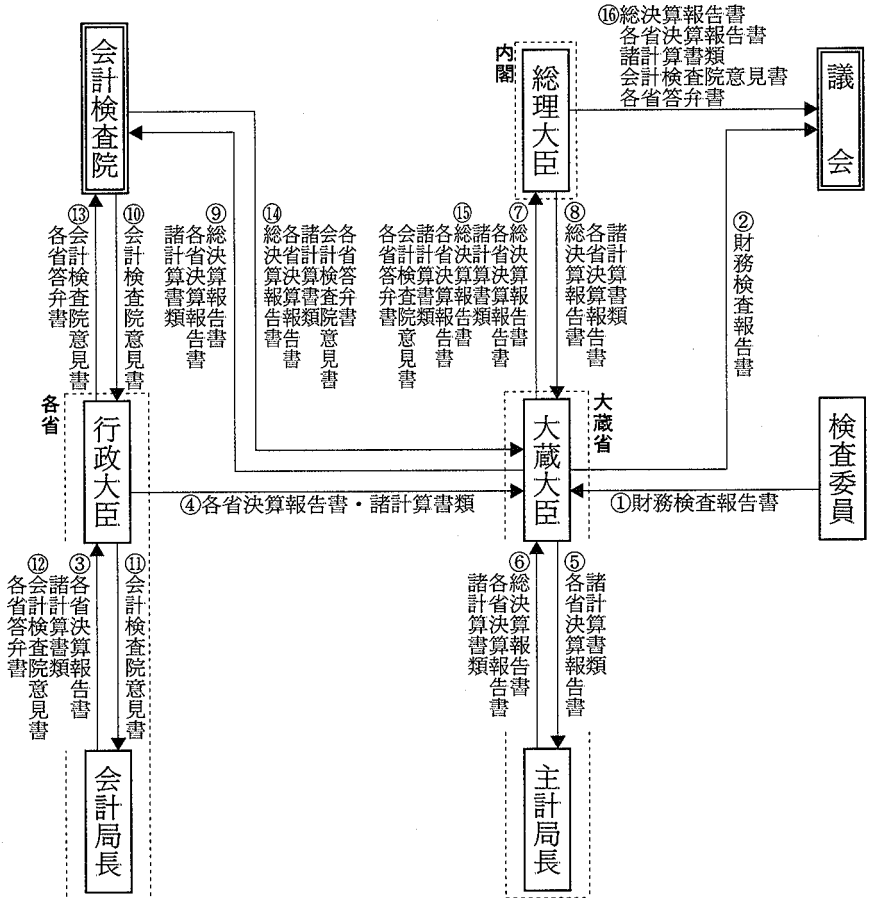 ⑯総決算報告書
各省決算報告書
諸計算書類
会計検査院意見書
各省答弁書
会計検査院
内閣
総理大臣
議会
⑬会計検査院意見書
各省答弁書
⑩会計検査院意見書
⑨総決算報告書
各省決算報告書
諸計算書類
各省答弁書
会計検査院意見書
諸計算書類
各省決算報告書
⑭総決算報告書
⑦総決算報告書
各省決算報告書
諸計算書類
⑮総決算報告書
各省決算報告書
諸計算書類
会計検査院意見書
各省答弁書
諸計算書類
各省決算報告書
⑧総決算報告書
②財務検査報告書
各省
行政大臣
大蔵省
大蔵大臣
検査委員
④各省決算報告書・諸計算書類
①財務検査報告書
⑪会計検査院意見書
③各省決算報告書
諸計算書類
⑫会計検査院意見書
各省答弁書
諸計算書類
⑤各省決算報告書
⑥総決算報告書
各省決算報告書
諸計算書類
会計局長
主計局長